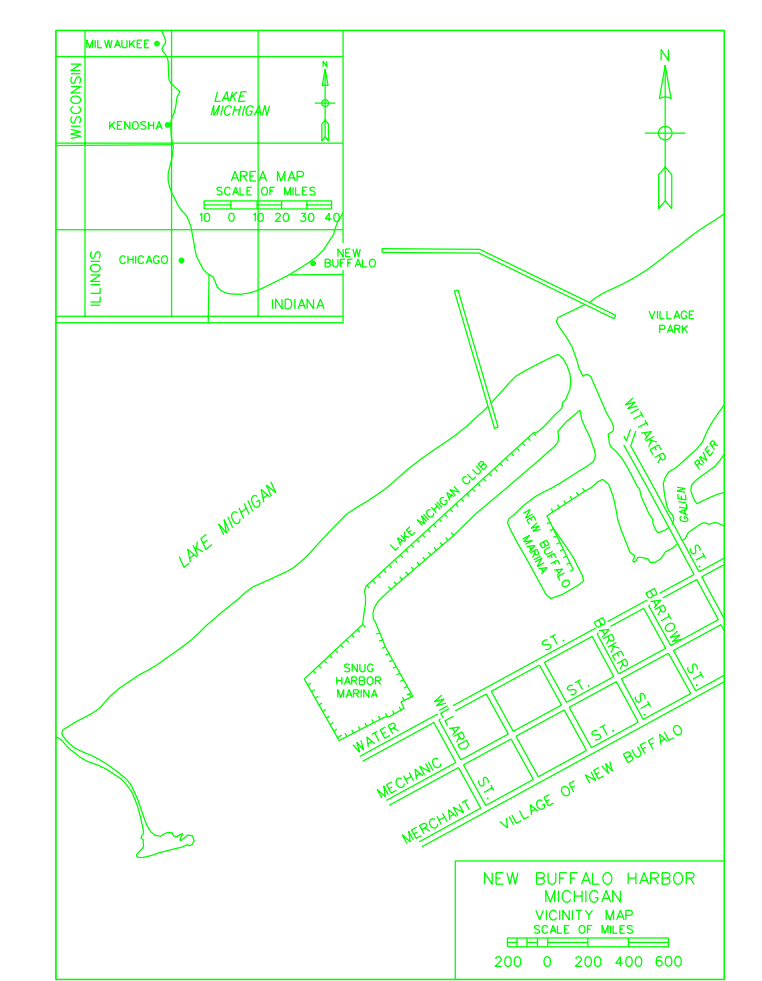 MILWAUKEE
WISCONSIN
LAKE
MICHIGAN
N
KENOSHA
AREA MAP
SCALE OF MILES
10 0 10 20 30 40
ILLINOIS
CHICAGO
NEW
BUFFALO
INDIANA
N
VILLAGE
PARK
WITTAKER
ST.
RIVER
GALIEN
LAKE MICHIGAN
LAKE MICHIGAN CLUB
NEW BUFFALO
MARINA
SNUG
HARBOR
MARINA
WATER
ST.
WILLARD
ST.
BARKER
ST.
BARTOW
ST.
MECHANIC
ST.
MERCHANT
ST.
VILLAGE OF NEW BUFFALO
NEW BUFFALO HARBOR
MICHIGAN
VICINITY MAP
SCALE OF MILES
200 0 200 400 600